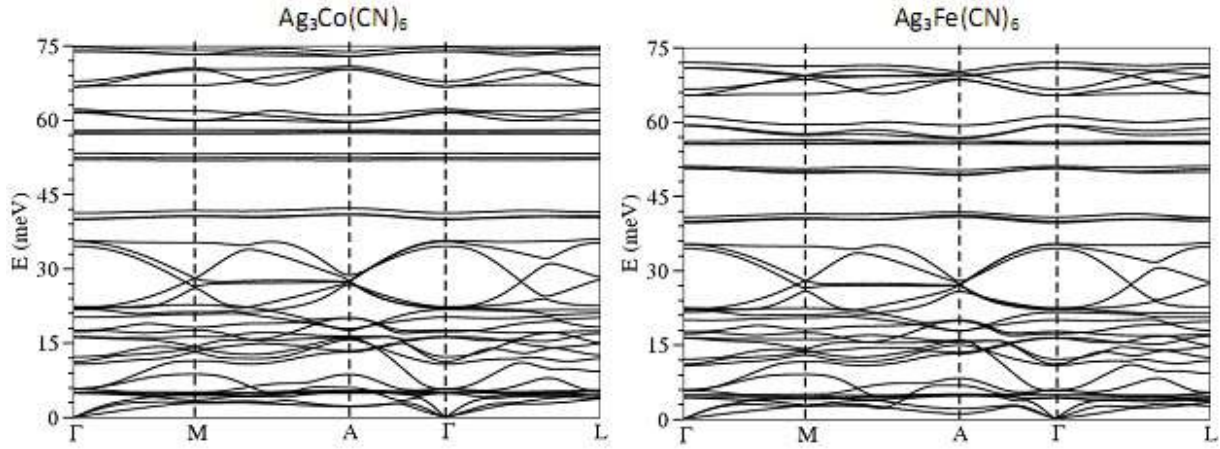 Ag₃Co(CN)₆
75
60
45
30
15
0
E (meV)
Γ M A Γ L
Ag₃Fe(CN)₆
75
60
45
30
15
0
E (meV)
Γ M A Γ L